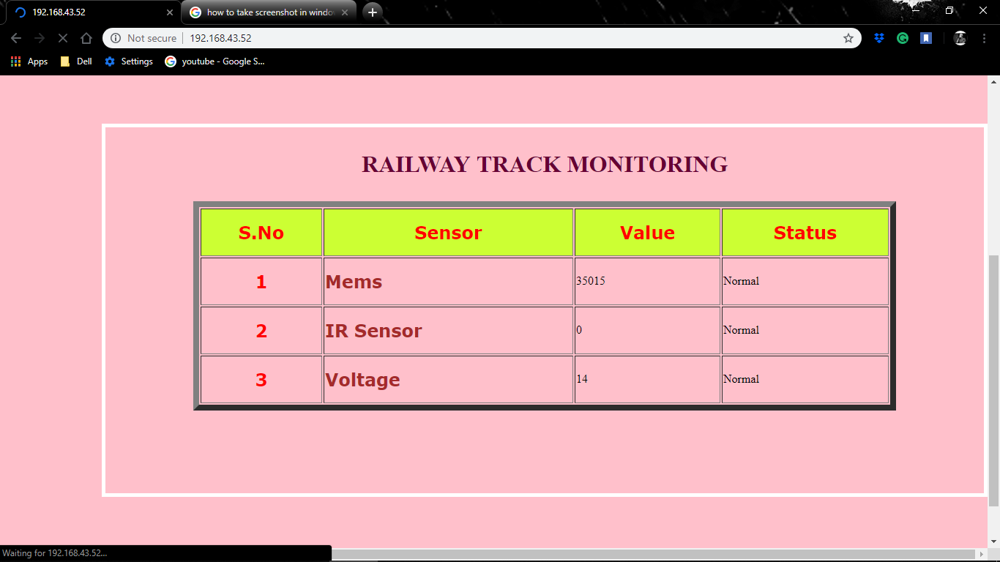 192.168.43.52
how to take screenshot in windo
Not secure 192.168.43.52
Apps Dell Settings youtube - Google S...
RAILWAY TRACK MONITORING
S.No Sensor Value Status
1 Mems 35015 Normal
2 IR Sensor 0 Normal
3 Voltage 14 Normal
Waiting for 192.168.43.52...